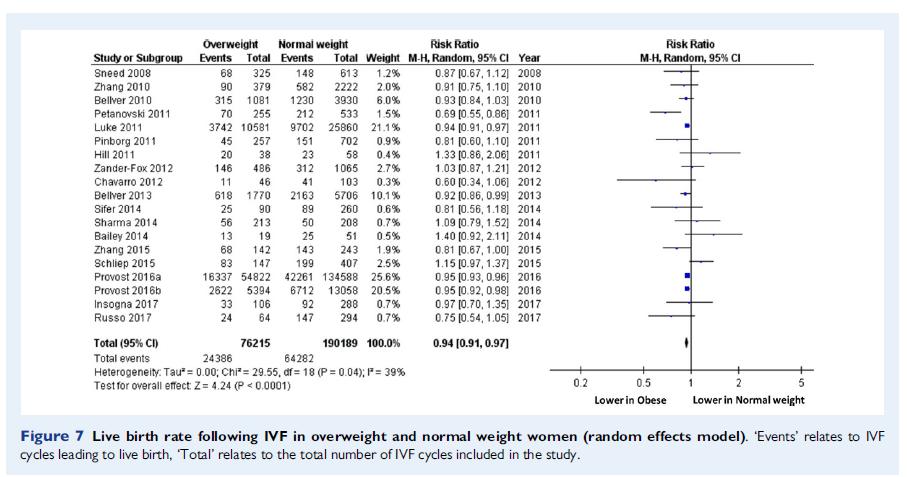 Overweight Normal weight Risk Ratio Risk Ratio
Study or Subgroup Events Total Events Total Weight M-H, Random, 95% CI Year M-H, Random, 95% CI
Sneed 2008 68 325 148 613 1.2% 0.87 [0.67, 1.12] 2008
Zhang 2010 90 379 582 2222 2.0% 0.91 [0.75, 1.10] 2010
Bellver 2010 315 1081 1230 3930 6.0% 0.93 [0.84, 1.03] 2010
Petanovski 2011 70 255 212 533 1.5% 0.69 [0.55, 0.86] 2011
Luke 2011 3742 10581 9702 25860 21.1% 0.94 [0.91, 0.97] 2011
Pinborg 2011 45 257 151 702 0.9% 0.81 [0.60, 1.10] 2011
Hill 2011 20 38 23 58 0.4% 1.33 [0.86, 2.06] 2011
Zander-Fox 2012 146 486 312 1065 2.7% 1.03 [0.87, 1.21] 2012
Chavarro 2012 11 46 41 103 0.2% 0.60 [0.34, 1.06] 2012
Bellver 2013 618 1770 2163 5706 10.1% 0.92 [0.86, 0.99] 2013
Sifer 2014 25 90 89 260 0.6% 0.81 [0.56, 1.18] 2014
Sharma 2014 56 213 50 208 0.8% 1.09 [0.79, 1.52] 2014
Bailey 2014 13 19 25 51 0.5% 1.40 [0.92, 2.11] 2014
Zhang 2015 68 142 143 243 1.8% 0.81 [0.67, 1.00] 2015
Schliep 2015 83 147 199 407 2.3% 1.15 [0.97, 1.37] 2015
Provost 2016a 16337 54822 42261 134588 25.6% 0.95 [0.93, 0.96] 2016
Provost 2016b 2622 5394 6712 13058 20.5% 0.95 [0.92, 0.98] 2016
Insogna 2017 33 106 92 288 0.7% 0.97 [0.70, 1.35] 2017
Russo 2017 24 64 147 294 0.7% 0.75 [0.54, 1.05] 2017
Total (95% CI) 76215 190189 100.0% 0.94 [0.91, 0.97]
Total events 24386 64282
Heterogeneity: Tau² = 0.00; Chi² = 29.55, df = 18 (P = 0.04); I² = 39%
Test for overall effect: Z = 4.24 (P < 0.0001)
0.2 0.5 1 2 5
Lower in Obese Lower in Normal weight
Figure 7 Live birth rate following IVF in overweight and normal weight women (random effects model). ‘Events’ relates to IVF
cycles leading to live birth, ‘Total’ relates to the total number of IVF cycles included in the study.